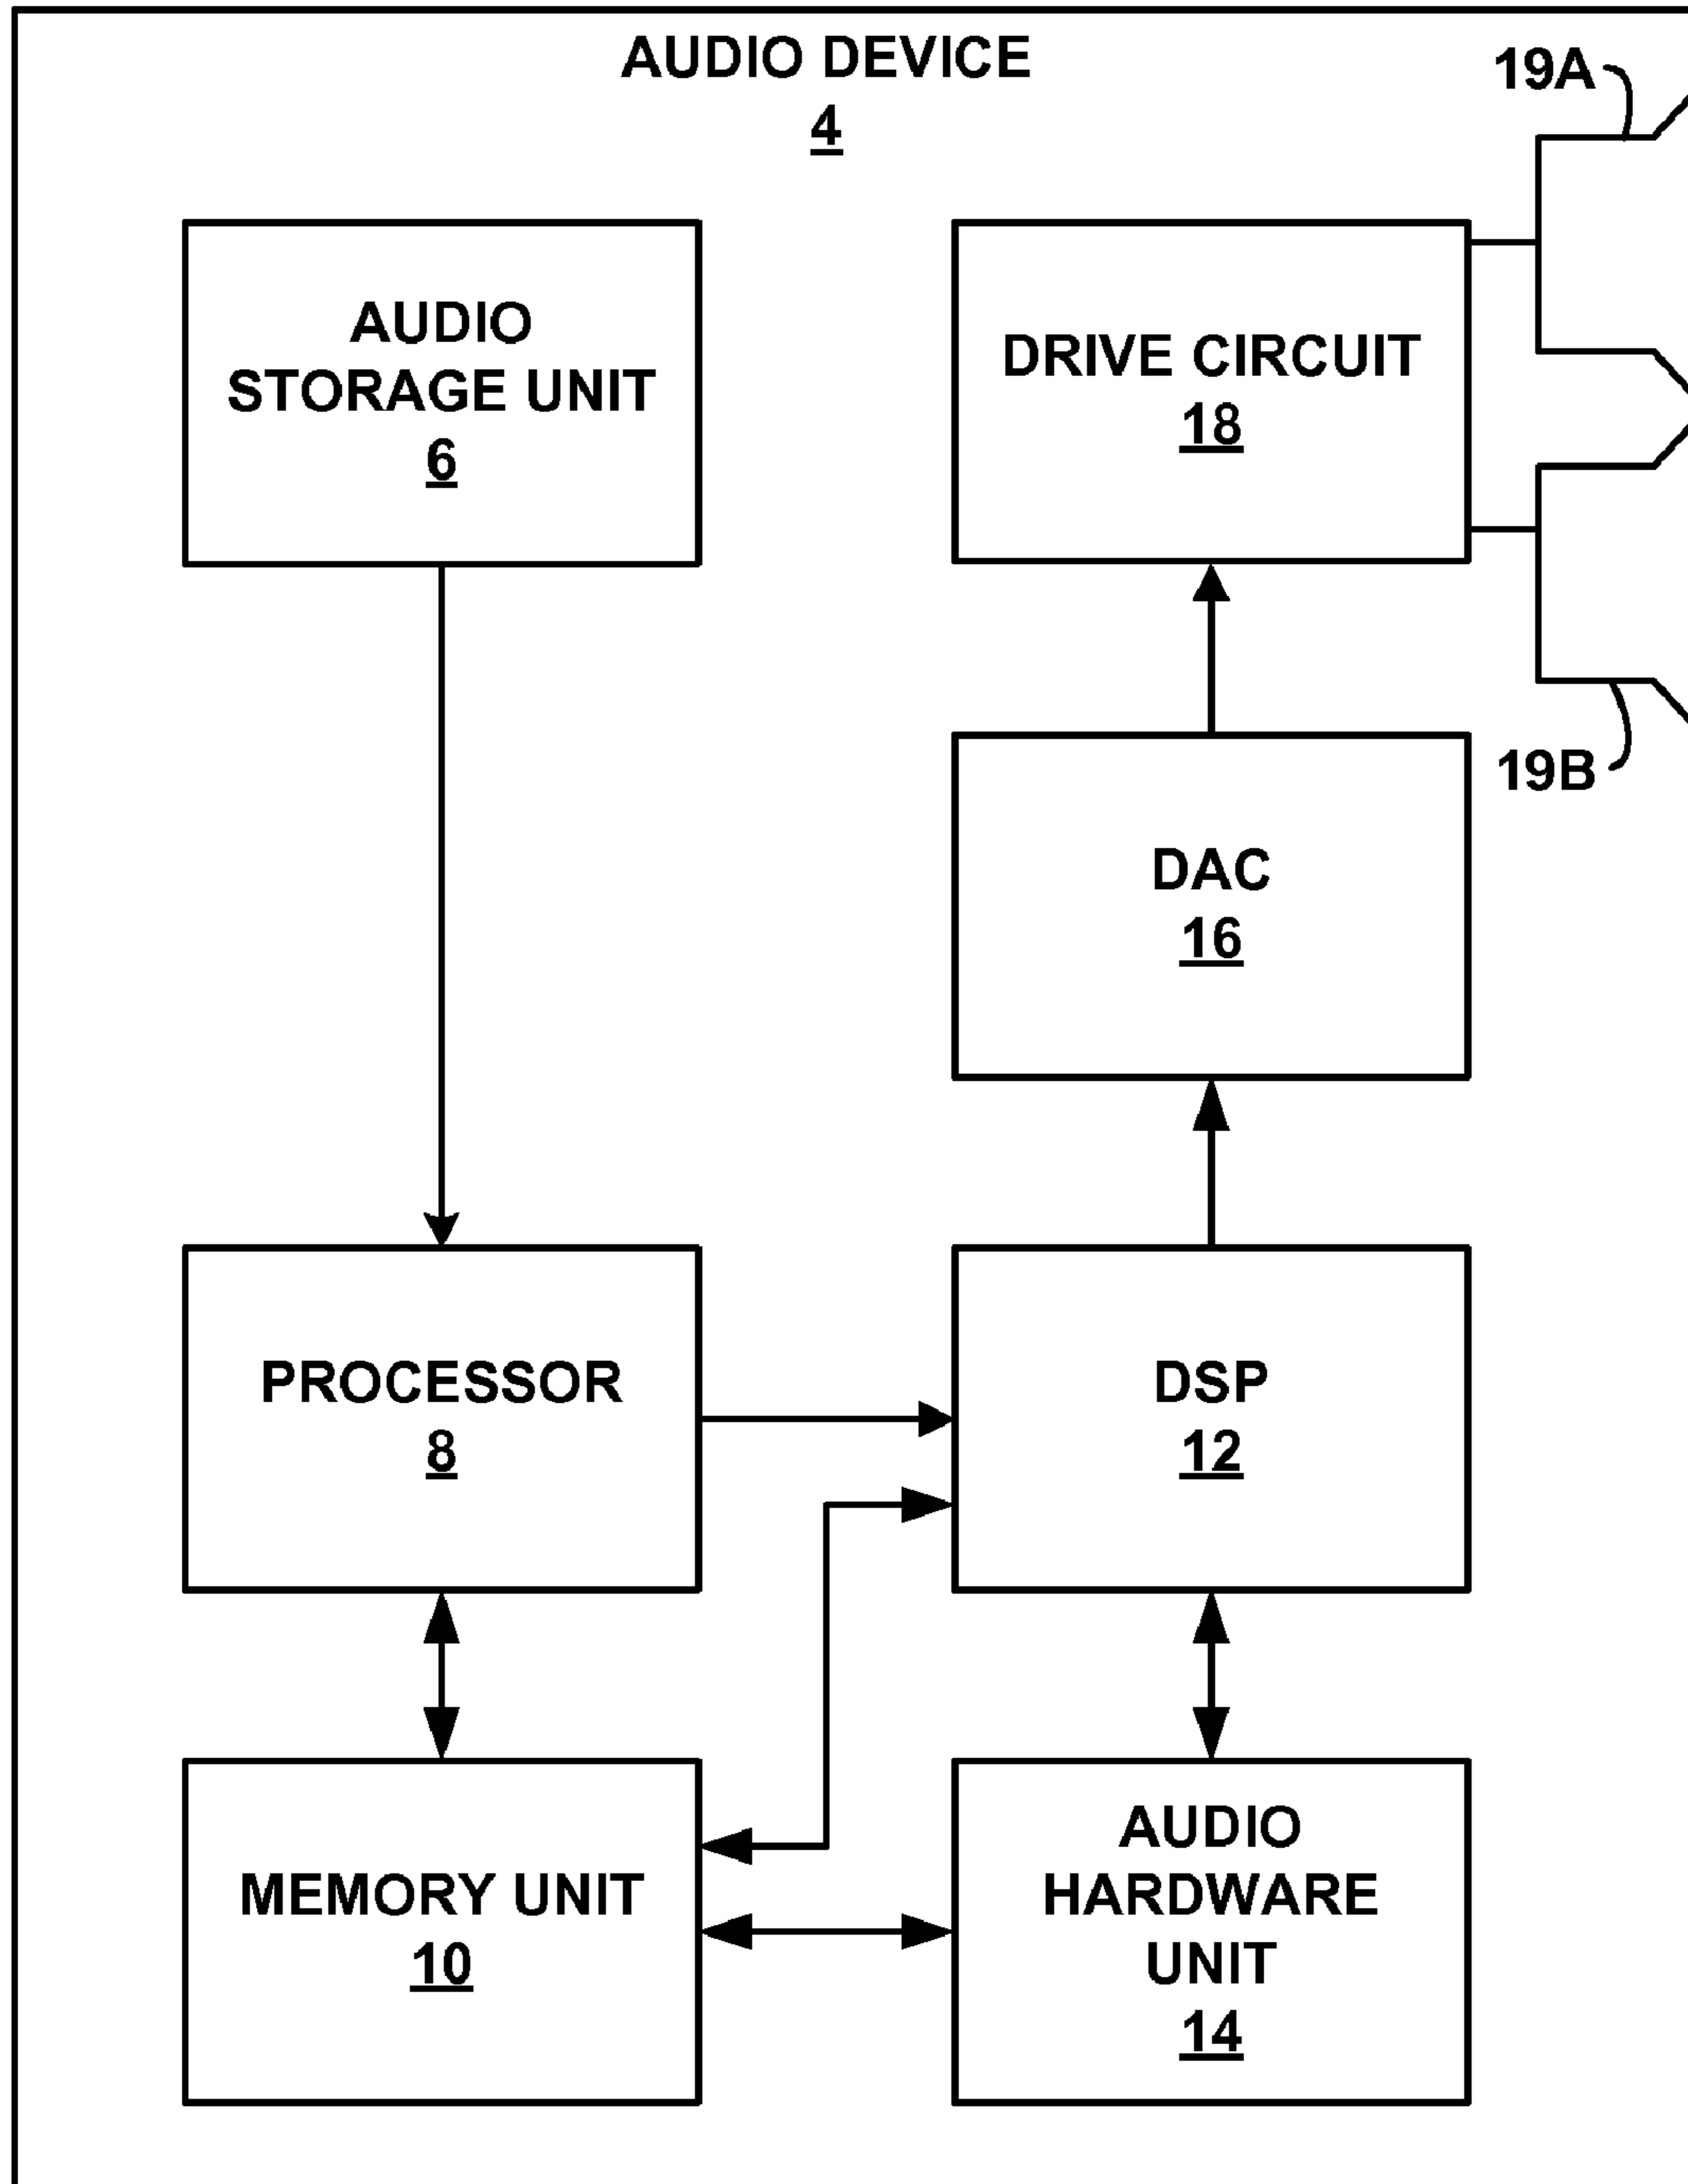 AUDIO DEVICE
4
19A
AUDIO
STORAGE UNIT
6
DRIVE CIRCUIT
18
19B
DAC
16
PROCESSOR
8
DSP
12
MEMORY UNIT
10
AUDIO
HARDWARE
UNIT
14